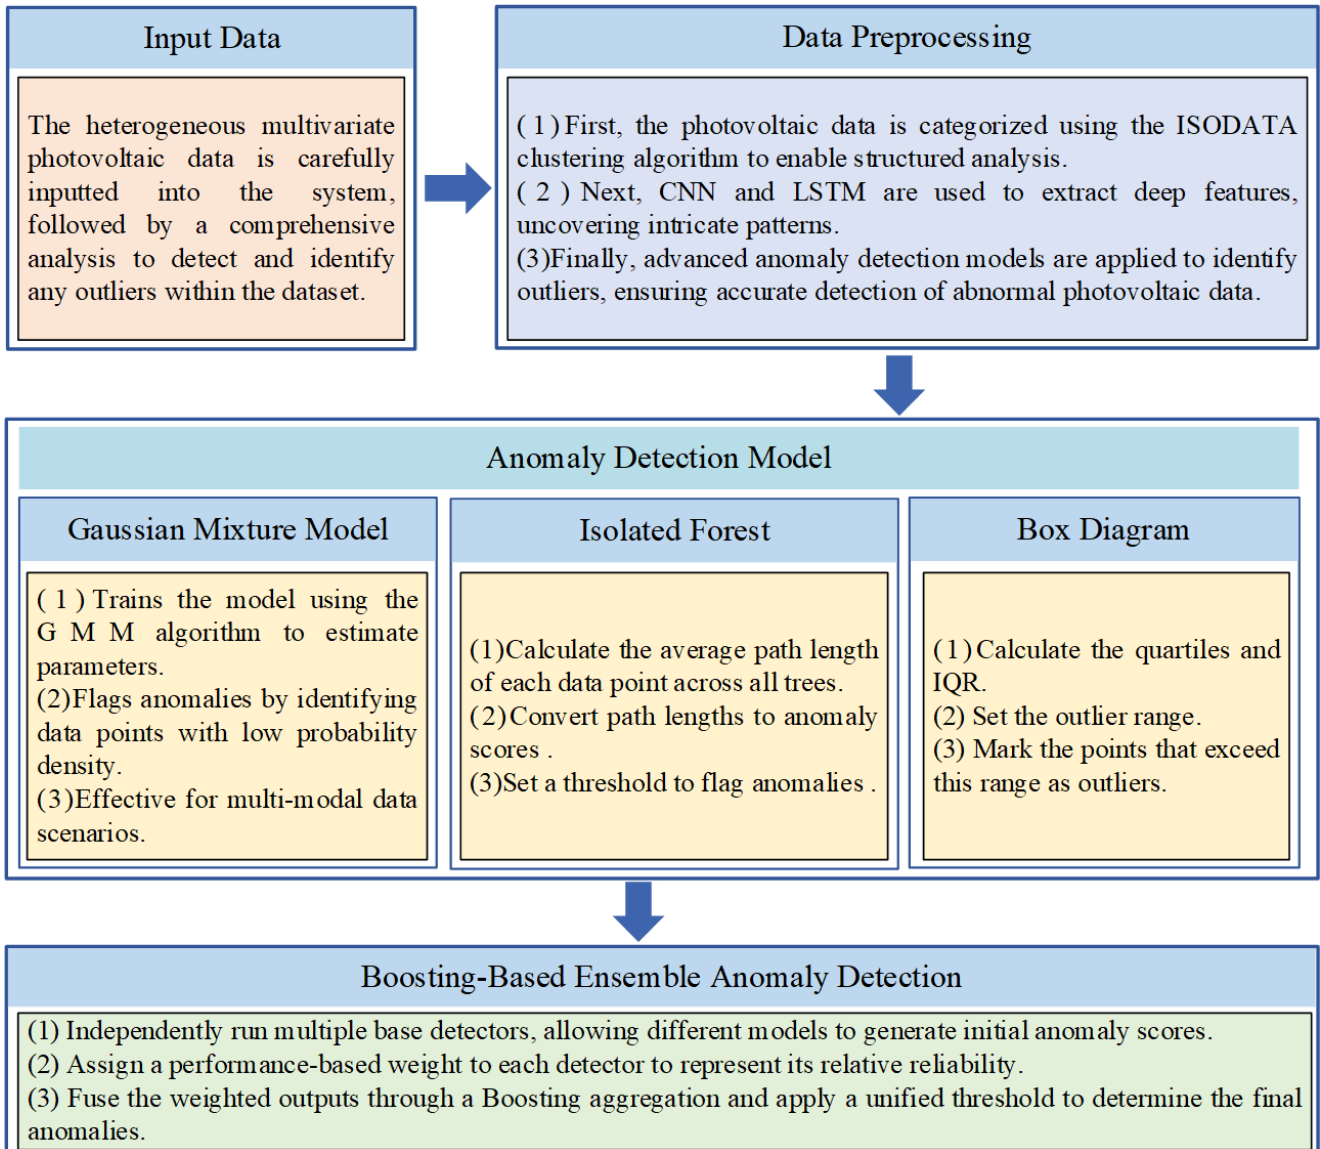 Input Data
The heterogeneous multivariate
photovoltaic data is carefully
inputted into the system,
followed by a comprehensive
analysis to detect and identify
any outliers within the dataset.
Data Preprocessing
(1)First, the photovoltaic data is categorized using the ISODATA
clustering algorithm to enable structured analysis.
(2) Next, CNN and LSTM are used to extract deep features,
uncovering intricate patterns.
(3)Finally, advanced anomaly detection models are applied to identify
outliers, ensuring accurate detection of abnormal photovoltaic data.
Anomaly Detection Model
Gaussian Mixture Model
(1)Trains the model using the
G M M algorithm to estimate
parameters.
(2)Flags anomalies by identifying
data points with low probability
density.
(3)Effective for multi-modal data
scenarios.
Isolated Forest
(1)Calculate the average path length
of each data point across all trees.
(2)Convert path lengths to anomaly
scores .
(3)Set a threshold to flag anomalies .
Box Diagram
(1)Calculate the quartiles and
IQR.
(2) Set the outlier range.
(3) Mark the points that exceed
this range as outliers.
Boosting-Based Ensemble Anomaly Detection
(1) Independently run multiple base detectors, allowing different models to generate initial anomaly scores.
(2) Assign a performance-based weight to each detector to represent its relative reliability.
(3) Fuse the weighted outputs through a Boosting aggregation and apply a unified threshold to determine the final
anomalies.